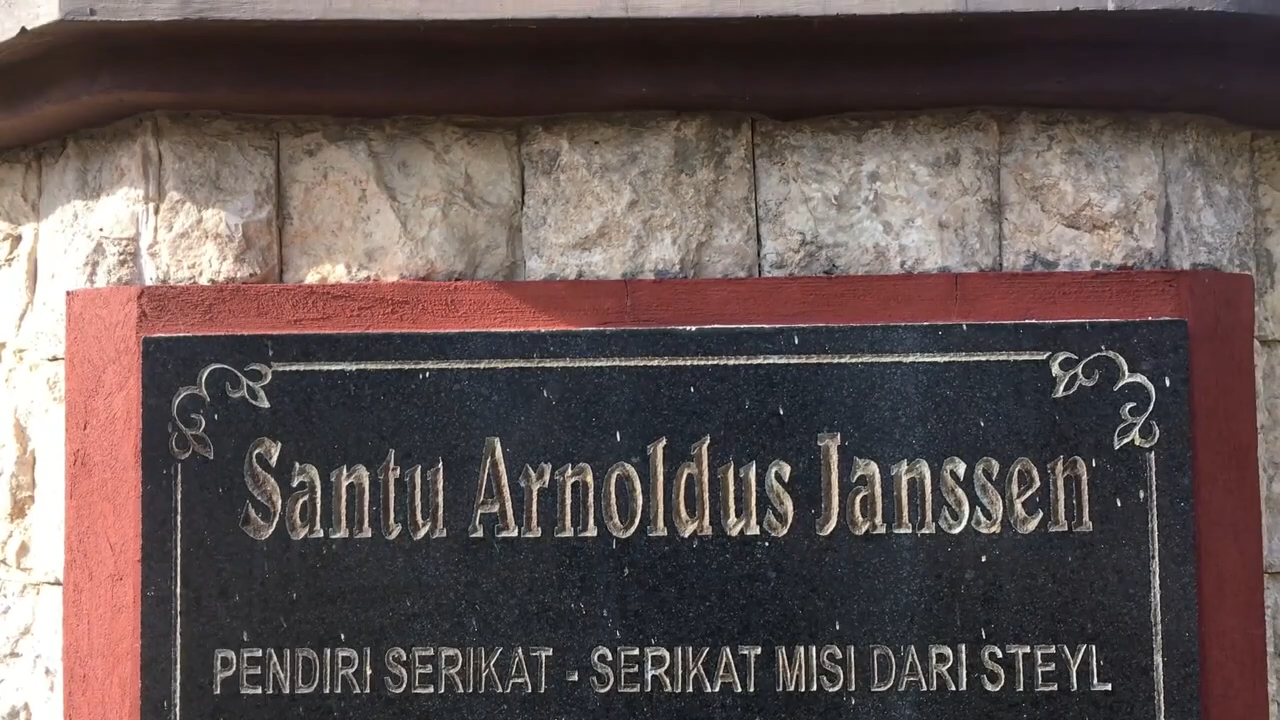 Santu Arnoldus Janssen
PENDIRI SERIKAT - SERIKAT MISI DARI STEYL